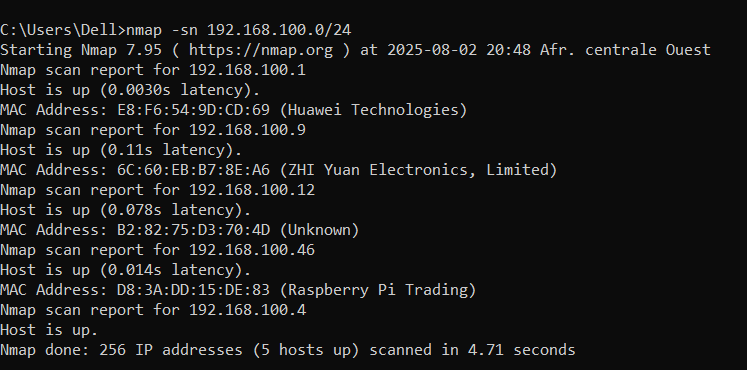 C:\Users\Dell>nmap -sn 192.168.100.0/24
Starting Nmap 7.95 ( https://nmap.org ) at 2025-08-02 20:48 Afr. centrale Ouest
Nmap scan report for 192.168.100.1
Host is up (0.0030s latency).
MAC Address: E8:F6:54:9D:CD:69 (Huawei Technologies)
Nmap scan report for 192.168.100.9
Host is up (0.11s latency).
MAC Address: 6C:60:EB:B7:8E:A6 (ZHI Yuan Electronics, Limited)
Nmap scan report for 192.168.100.12
Host is up (0.078s latency).
MAC Address: B2:82:75:D3:70:4D (Unknown)
Nmap scan report for 192.168.100.46
Host is up (0.014s latency).
MAC Address: D8:3A:DD:15:DE:83 (Raspberry Pi Trading)
Nmap scan report for 192.168.100.4
Host is up.
Nmap done: 256 IP addresses (5 hosts up) scanned in 4.71 seconds